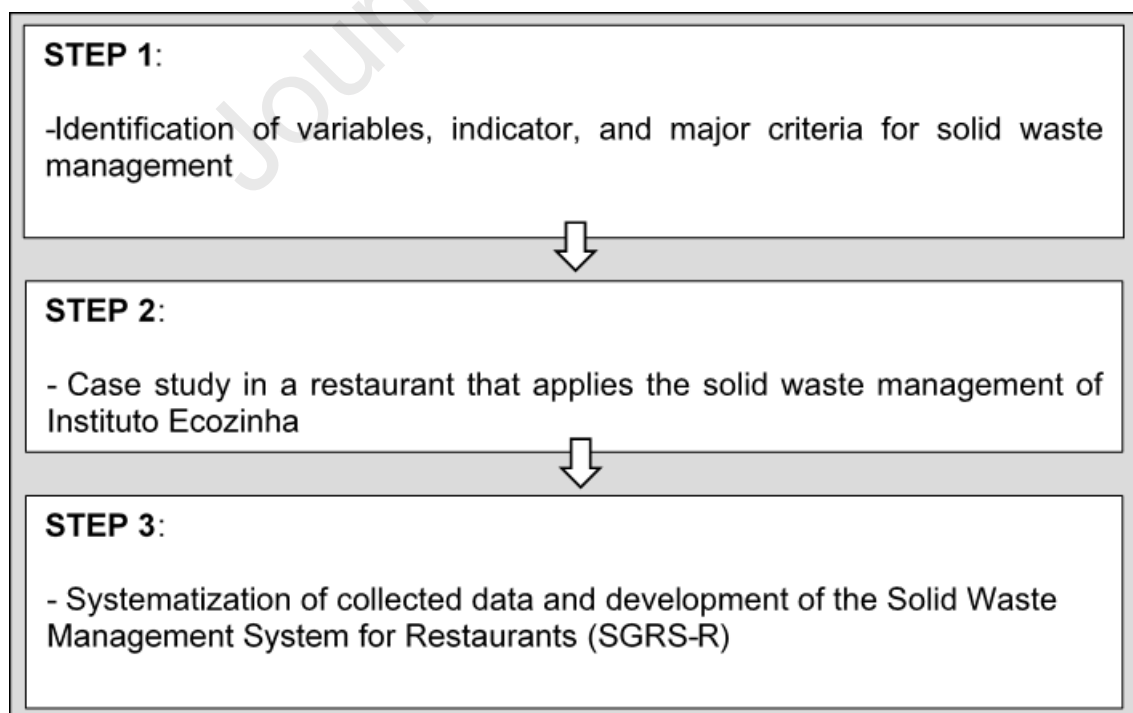 Jour
STEP 1:
-Identification of variables, indicator, and major criteria for solid waste
management
STEP 2:
- Case study in a restaurant that applies the solid waste management of
Instituto Ecozinha
STEP 3:
- Systematization of collected data and development of the Solid Waste
Management System for Restaurants (SGRS-R)